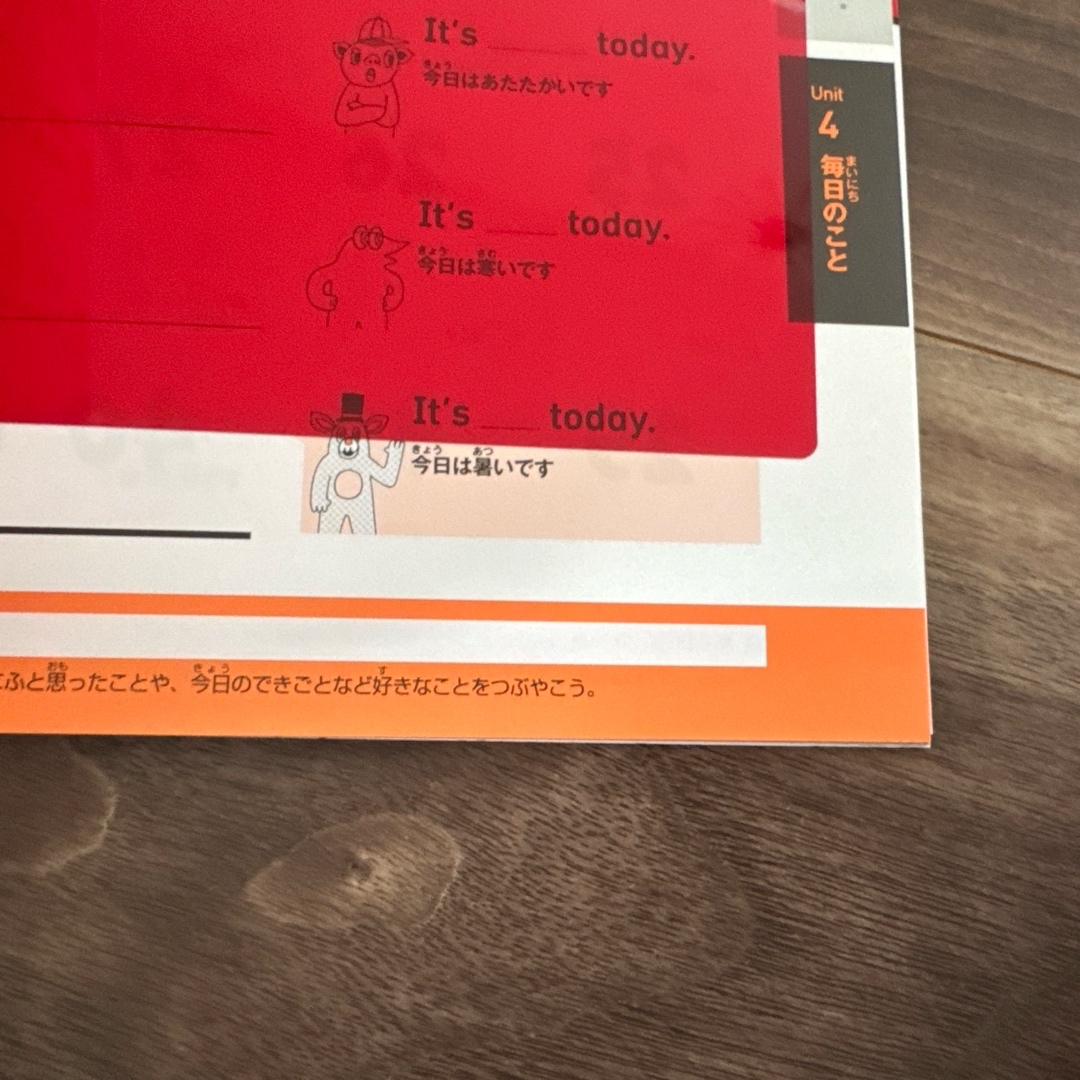 It's ______ today.
今日はあたたかいです
It's ____ today.
今日は寒いです
It's ____ today.
今日は暑いです
Unit
4
毎日のこと
ふと思ったことや、今日のできごとなど好きなことをつぶやこう。